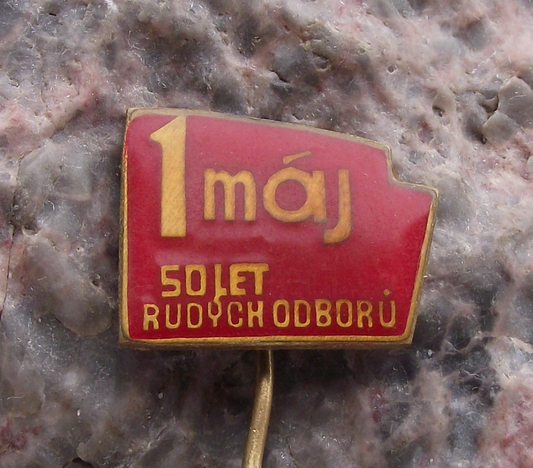 1 máj
50 LET
RUDÝCH ODBORŮ